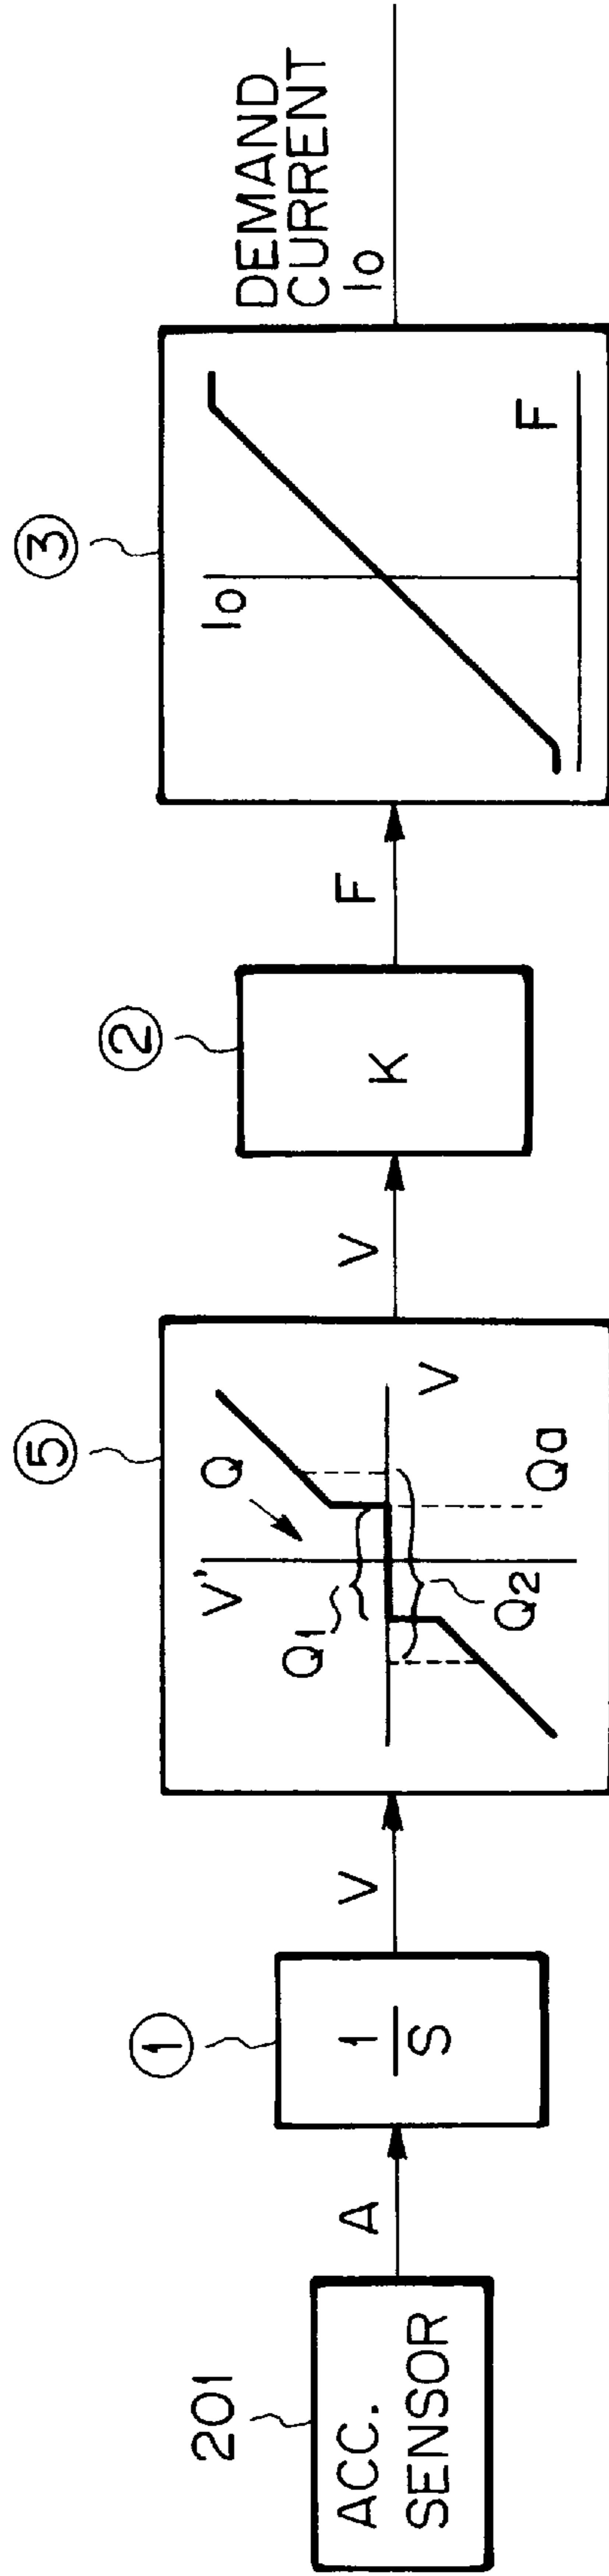 201
ACC.
SENSOR
A
①
1
S
V
⑤
V'
Q
Q1
V
Q2
Qa
V
②
K
F
③
Io
F
DEMAND
CURRENT
Io